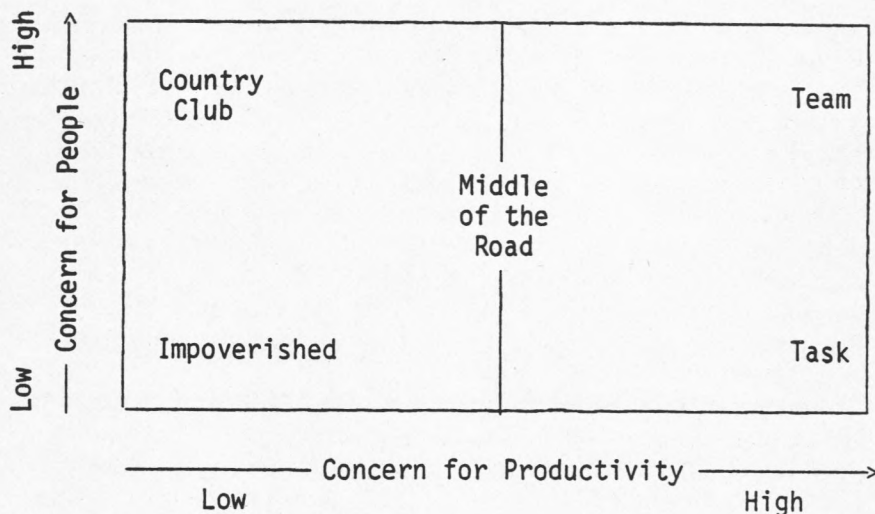 High
Concern for People
Low
Country
Club
Team
Middle
of the
Road
Impoverished
Task
Concern for Productivity
Low
High